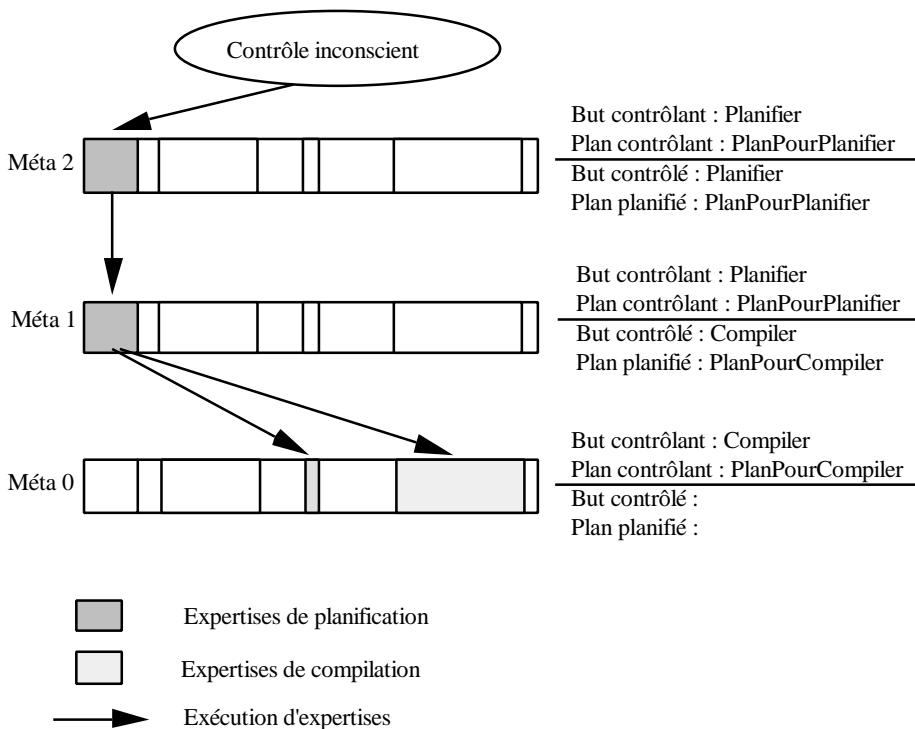 Contrôle inconscient
But contrôlant : Planifier
Plan contrôlant : PlanPourPlanifier
Méta 2
But contrôlé : Planifier
Plan planifié : PlanPourPlanifier
But contrôlant : Planifier
Plan contrôlant : PlanPourPlanifier
Méta 1
But contrôlé : Compiler
Plan planifié : PlanPourCompiler
But contrôlant : Compiler
Plan contrôlant : PlanPourCompiler
Méta 0
But contrôlé :
Plan planifié :
Expertises de planification
Expertises de compilation
Exécution d'expertises